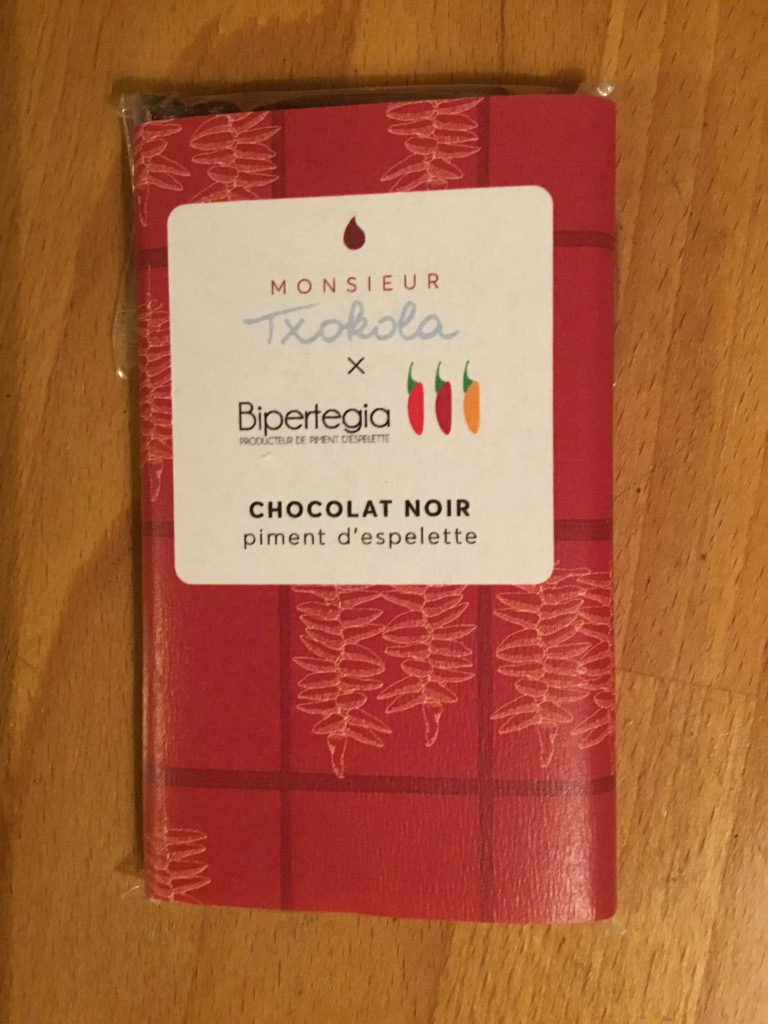 MONSIEUR
Txokola
×
Bipertegia
PRODUCTEUR DE PIMENT D'ESPELETTE
CHOCOLAT NOIR
piment d'espelette